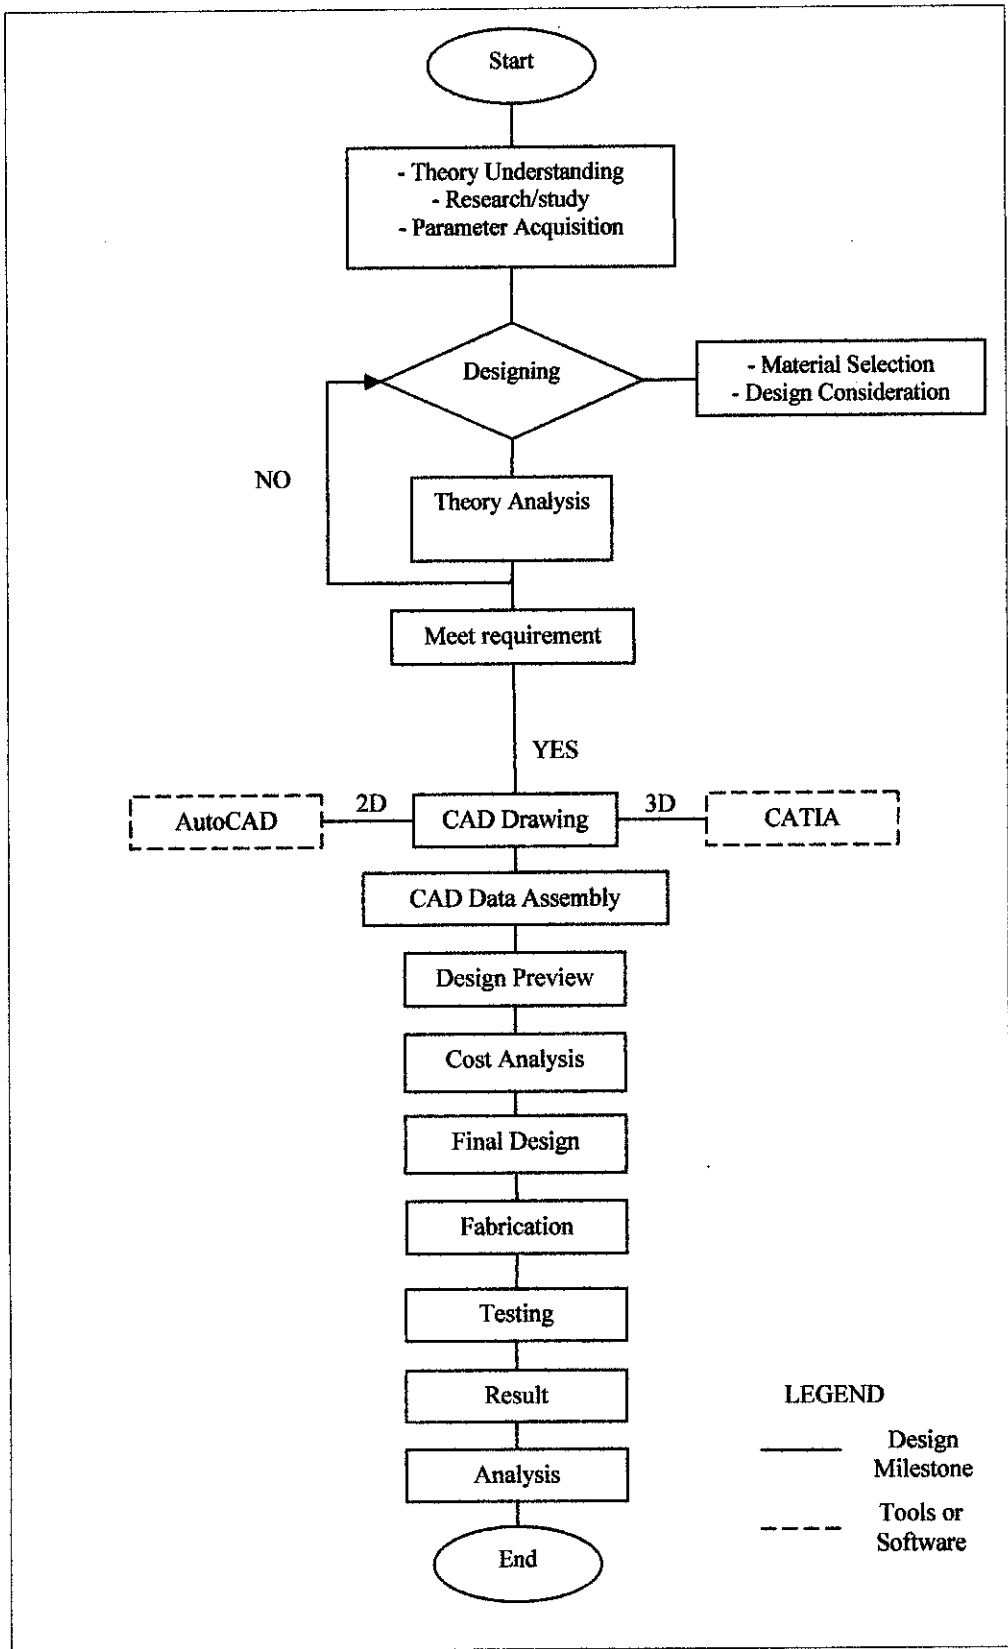 Start
- Theory Understanding
- Research/study
- Parameter Acquisition
Designing
- Material Selection
- Design Consideration
NO
Theory Analysis
Meet requirement
YES
AutoCAD
2D
CAD Drawing
3D
CATIA
CAD Data Assembly
Design Preview
Cost Analysis
Final Design
Fabrication
Testing
Result
Analysis
End
LEGEND
Design
Milestone
Tools or
Software